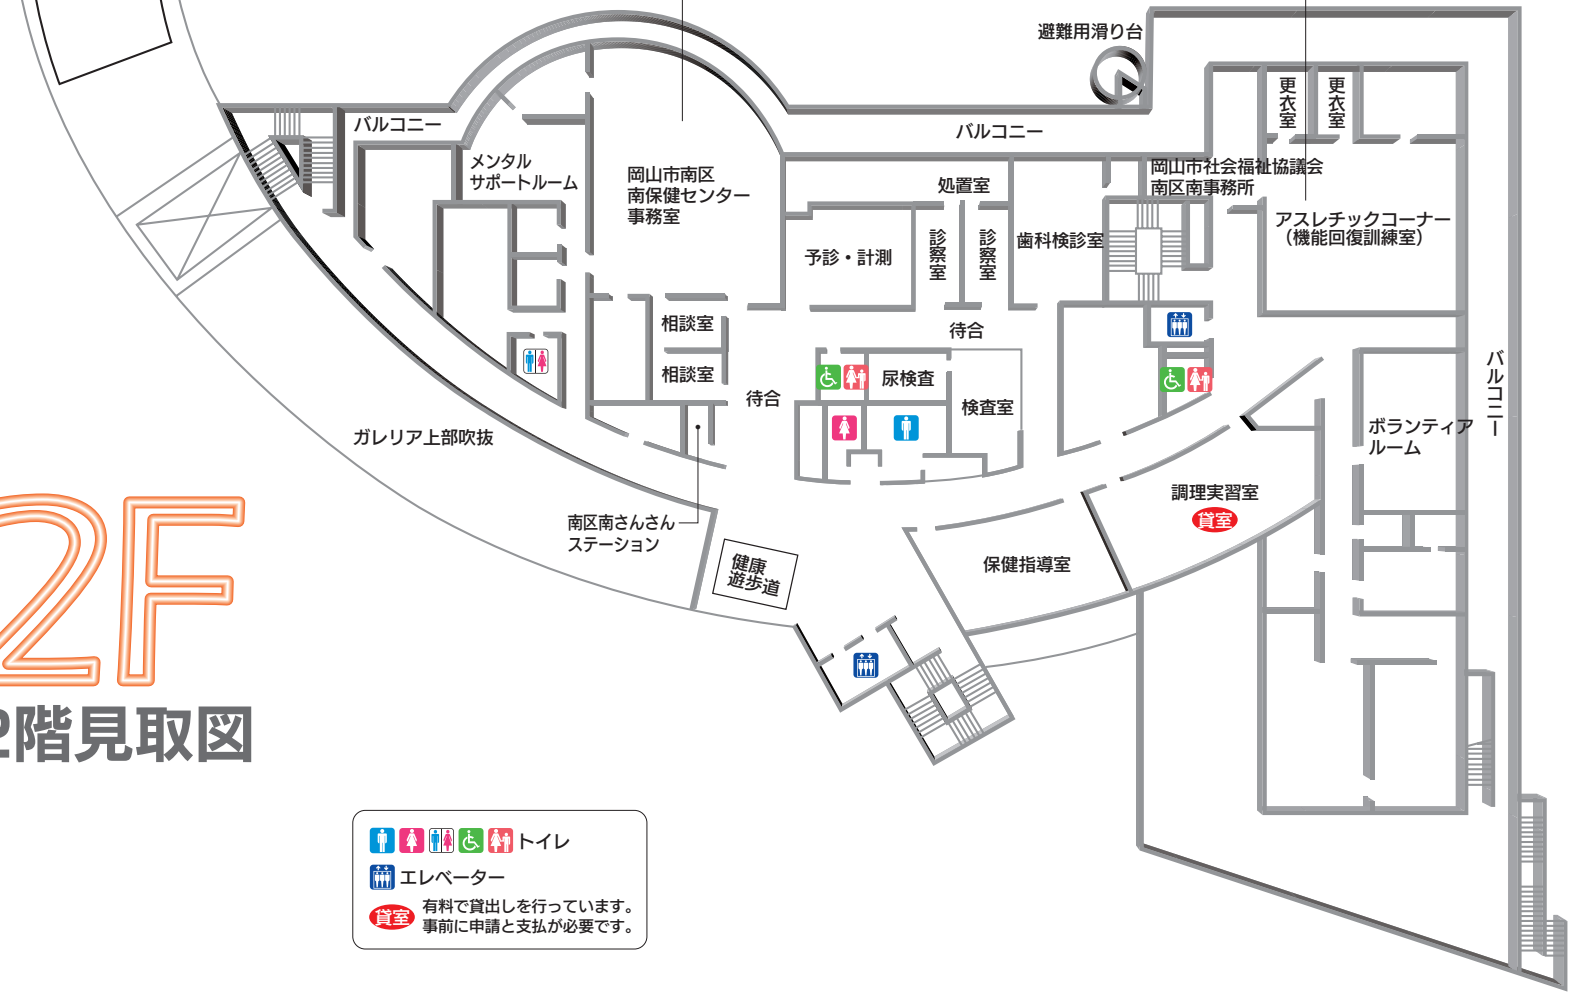 避難用滑り台
更衣室
更衣室
バルコニー
バルコニー
メンタル
サポートルーム
岡山市南区
南保健センター
事務室
処置室
岡山市社会福祉協議会
南区南事務所
アスレチックコーナー
（機能回復訓練室）
予診・計測
診察室
診察室
歯科検診室
相談室
待合
相談室
尿検査
検査室
待合
バルコニー
ガレリア上部吹抜
ボランティア
ルーム
調理実習室
貸室
南区南さんさん
ステーション
健康
遊歩道
保健指導室
2F
2階見取図
トイレ
エレベーター
貸室
有料で貸出しを行っています。
事前に申請と支払が必要です。